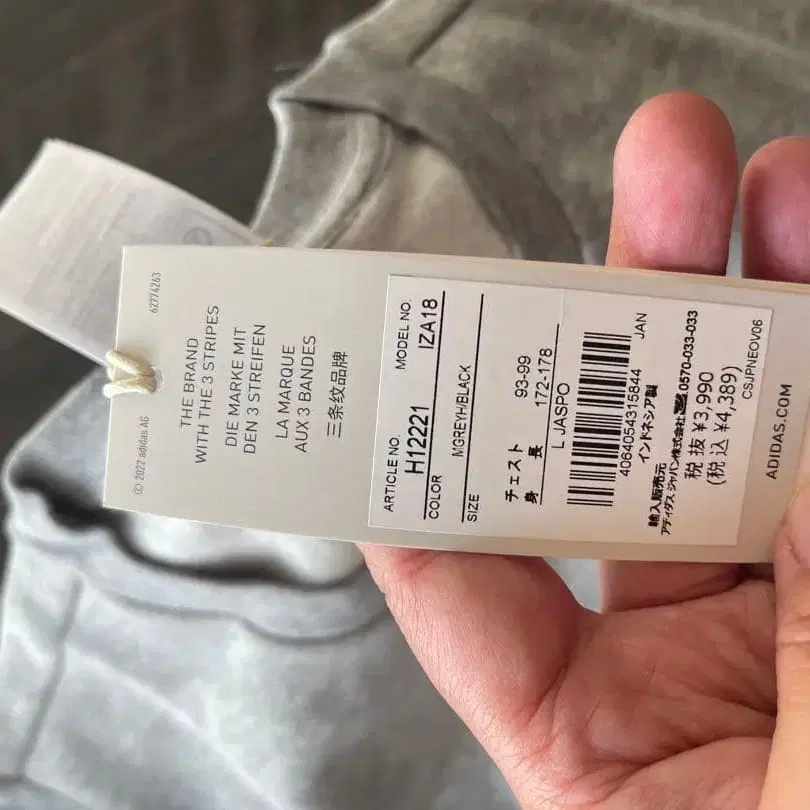 62774263
THE BRAND
WITH THE 3 STRIPES
DIE MARKE MIT
DEN 3 STREIFEN
LA MARQUE
AUX 3 BANDES
三条纹品牌
© 2022 adidas AG
ARTICLE NO. MODEL NO.
H12221 IZA18
COLOR
MGREYH/BLACK
SIZE
チェスト 93-99
身 長 172-178
L JASPO
JAN
4064054315844
インドネシア製
輸入販売元
アディダス ジャパン株式会社 0570-033-033
税 抜 ¥3,990
(税 込 ¥4,389)
CSJPNEOV06
ADIDAS.COM